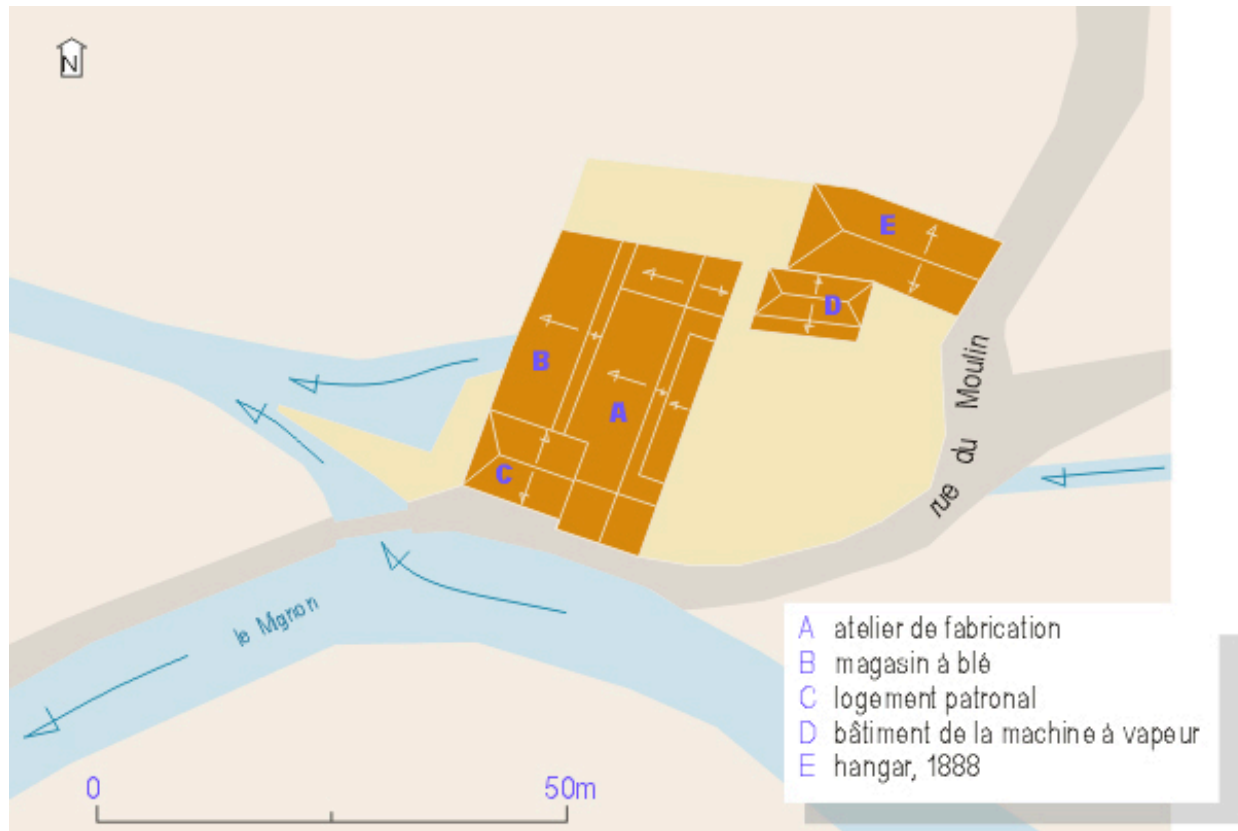 N
E
D
B
A
C
rue du Moulin
le Mignon
A atelier de fabrication
B magasin à blé
C logement patronal
D bâtiment de la machine à vapeur
E hangar, 1888
0 50m